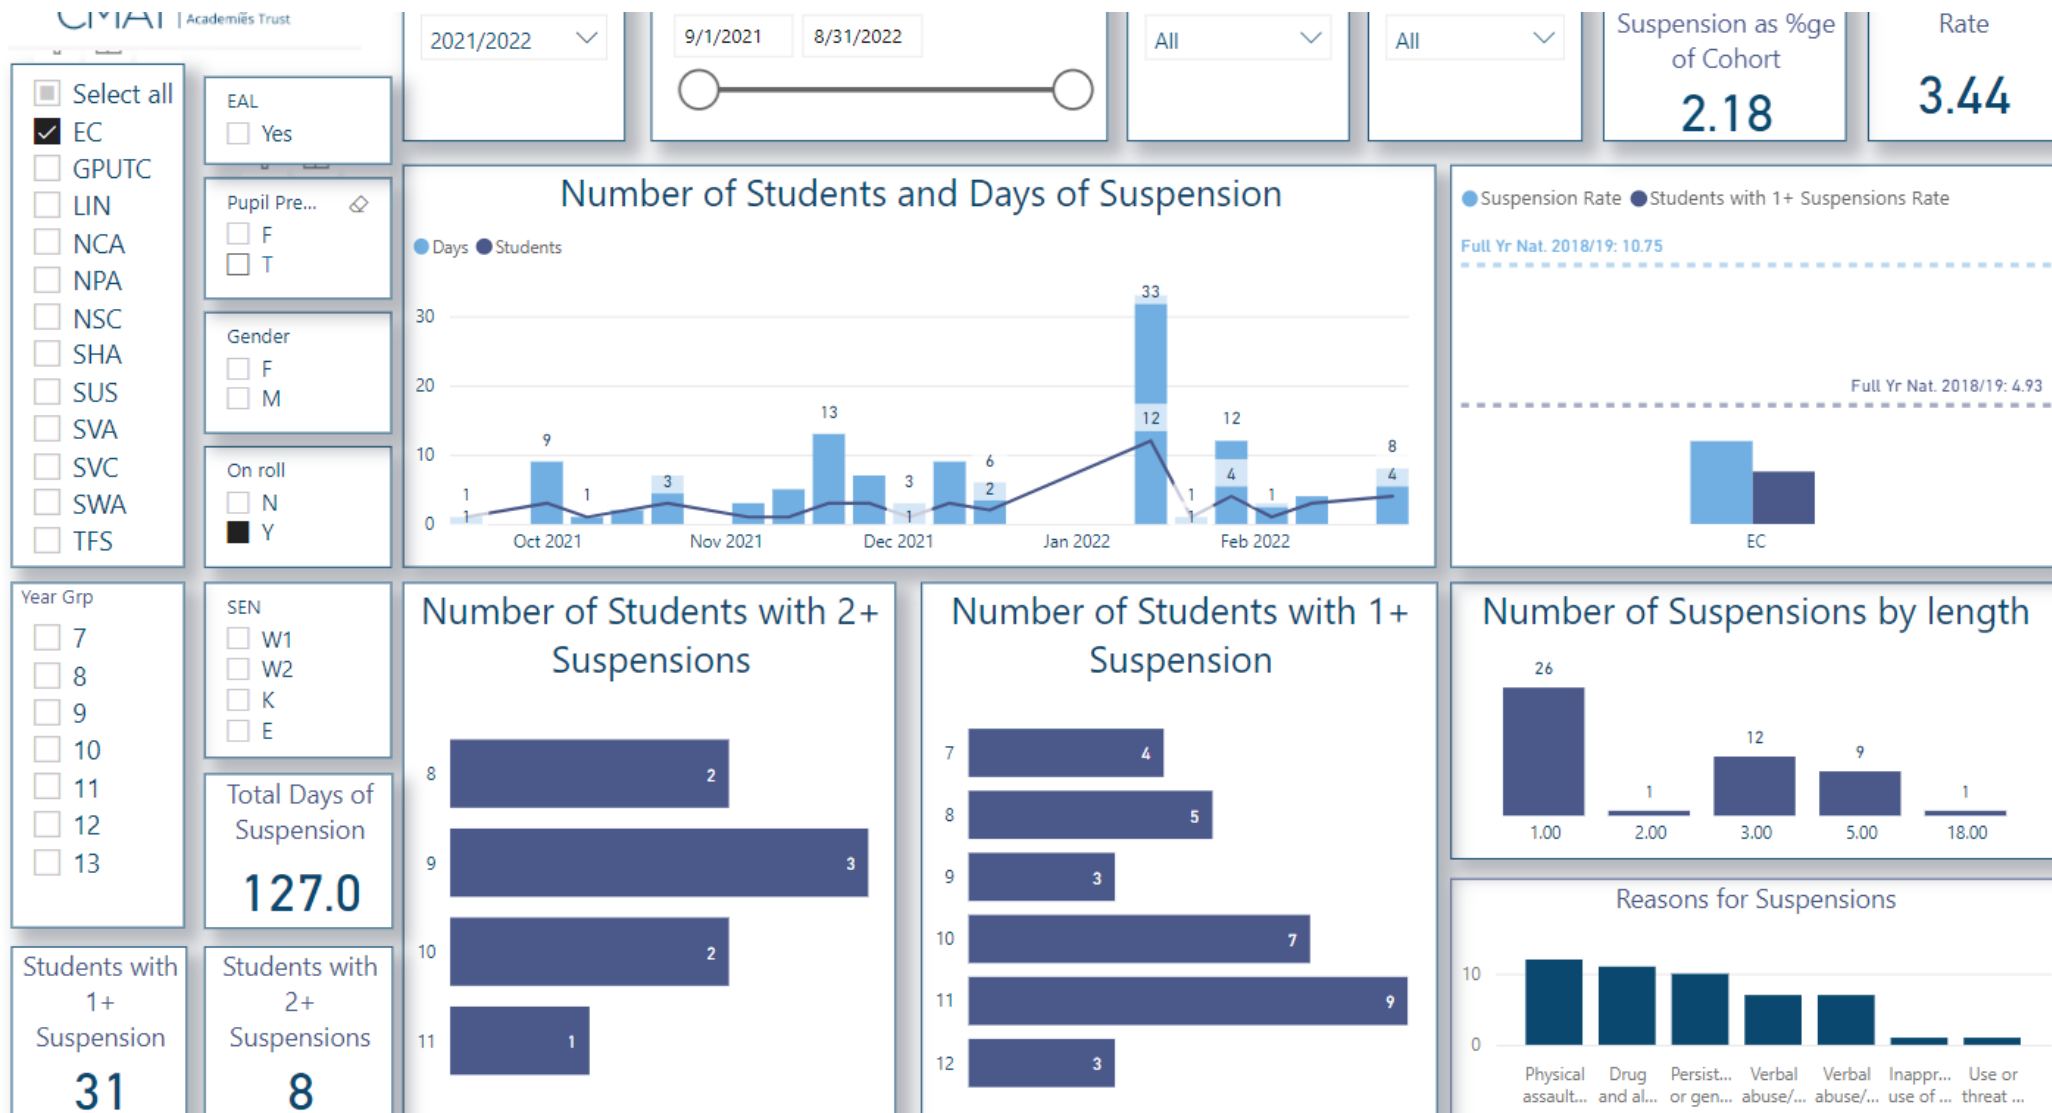 CMAT | Academies Trust
2021/2022
9/1/2021 8/31/2022
All
All
Suspension as %ge
of Cohort
2.18
Rate
3.44
Select all
EC
GPUTC
LIN
NCA
NPA
NSC
SHA
SUS
SVA
SVC
SWA
TFS
EAL
Yes
Pupil Pre...
F
T
Gender
F
M
On roll
N
Y
Number of Students and Days of Suspension
Days Students
30
20
10
0
1
1
9
1
3
13
3
1
6
2
33
12
1
1
12
4
1
8
4
Oct 2021 Nov 2021 Dec 2021 Jan 2022 Feb 2022
Suspension Rate Students with 1+ Suspensions Rate
Full Yr Nat. 2018/19: 10.75
Full Yr Nat. 2018/19: 4.93
EC
Year Grp
7
8
9
10
11
12
13
SEN
W1
W2
K
E
Total Days of
Suspension
127.0
Students with
1+
Suspension
31
Students with
2+
Suspensions
8
Number of Students with 2+
Suspensions
8 2
9 3
10 2
11 1
Number of Students with 1+
Suspension
7 4
8 5
9 3
10 7
11 9
12 3
Number of Suspensions by length
26 1 12 9 1
1.00 2.00 3.00 5.00 18.00
Reasons for Suspensions
10
0
Physical Drug Persist... Verbal Verbal Inappr... Use or
assault... and al... or gen... abuse/... abuse/... use of ... threat ...